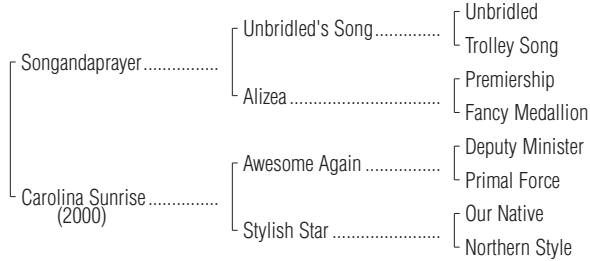 Unbridled
Unbridled's Song..............
Trolley Song
Songandaprayer................
Premiership
Alizea................................
Fancy Medallion
Deputy Minister
Awesome Again ................
Primal Force
Carolina Sunrise...............
(2000)
Our Native
Stylish Star .......................
Northern Style